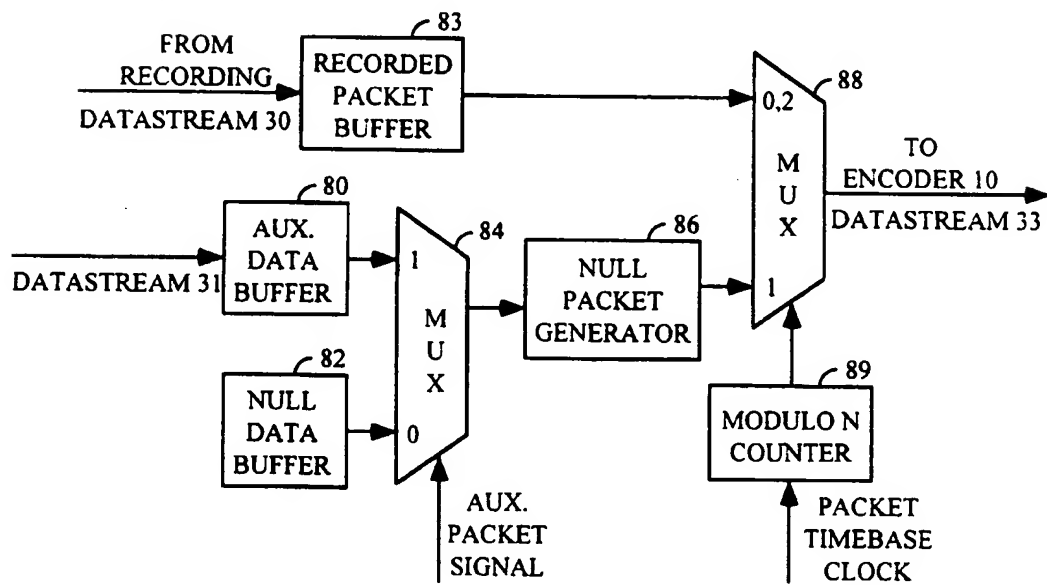 FROM
RECORDING
DATASTREAM 30
83
RECORDED
PACKET
BUFFER
88
0,2
M
U
X
1
TO
ENCODER 10
DATASTREAM 33
DATASTREAM 31
80
AUX.
DATA
BUFFER
82
NULL
DATA
BUFFER
84
1
M
U
X
0
86
NULL
PACKET
GENERATOR
89
MODULO N
COUNTER
AUX.
PACKET
SIGNAL
PACKET
TIMEBASE
CLOCK